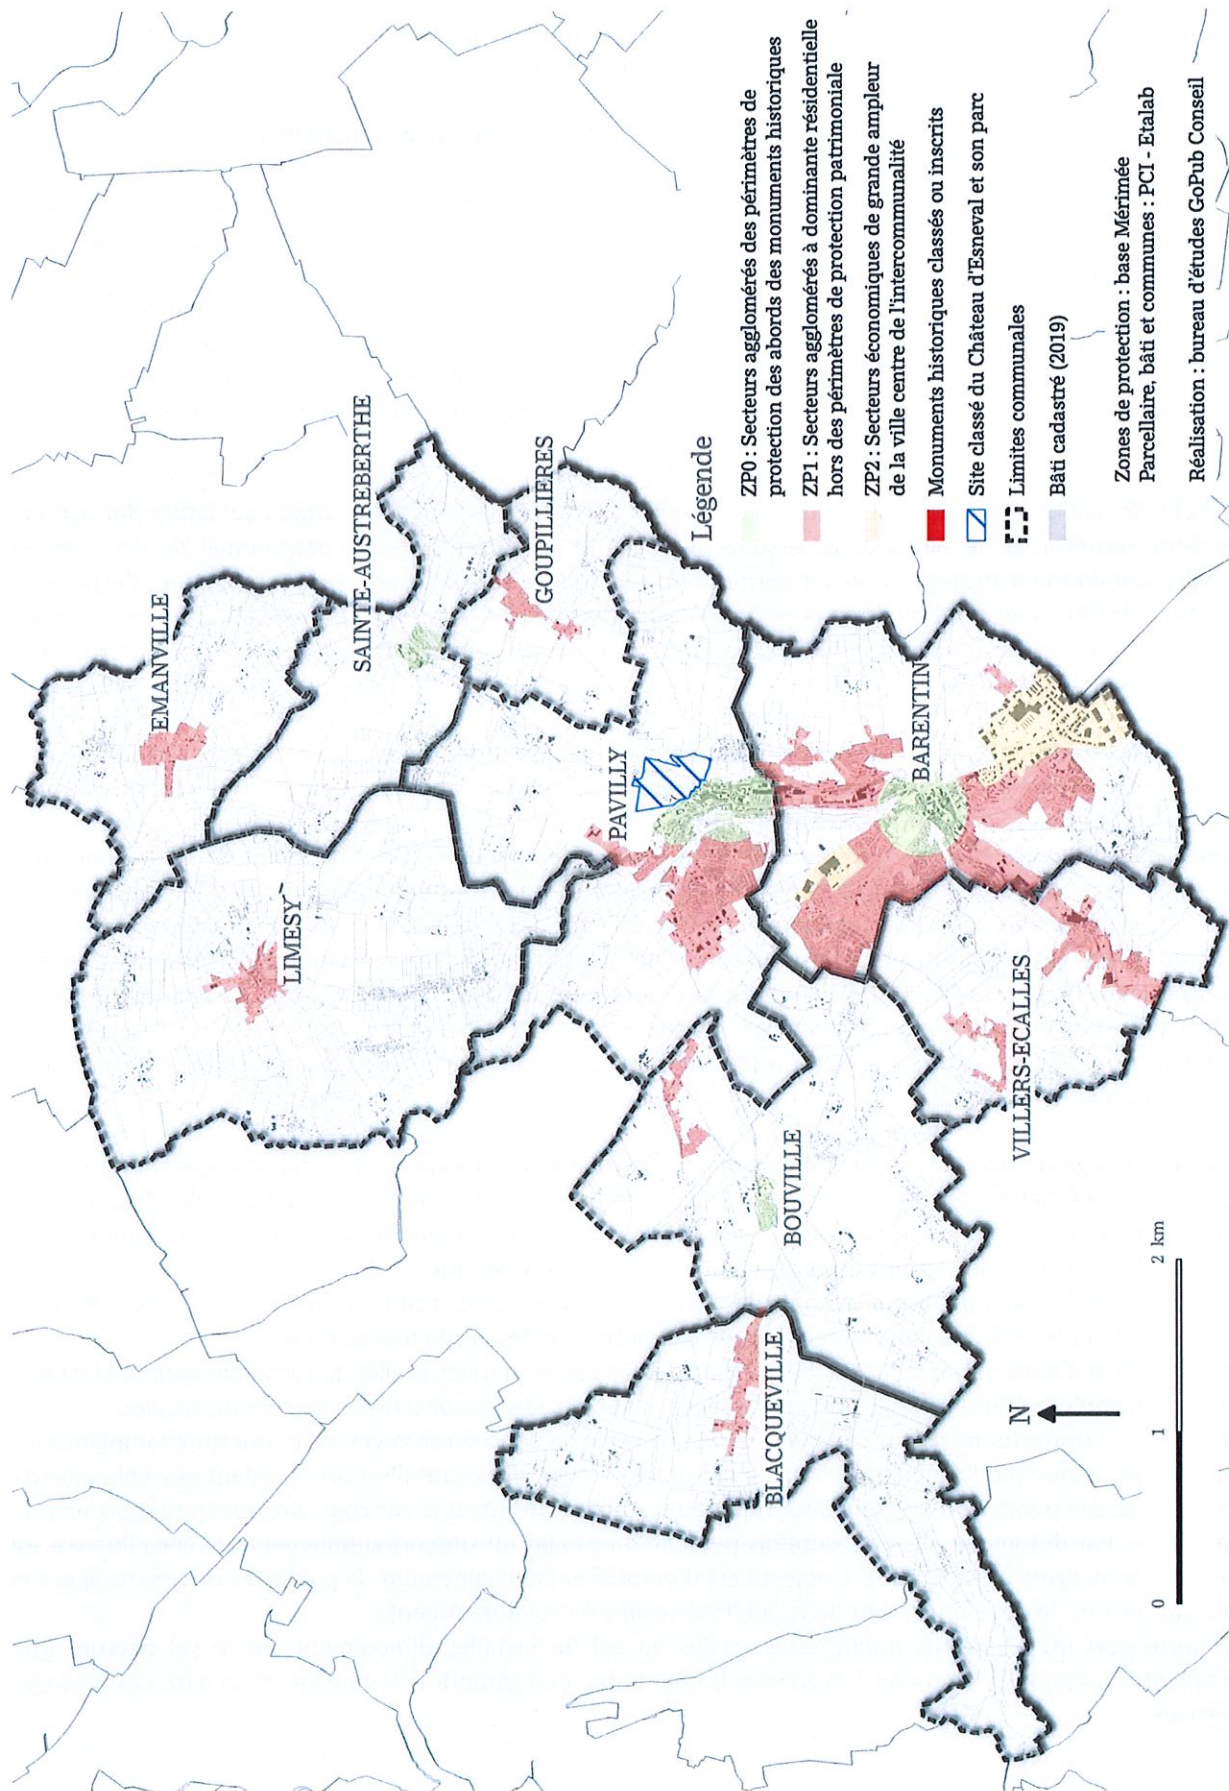 EMANVILLE
LIMESY
SAINTE-AUSTREBERTHE
GOUPILLIERES
PAVILLY
BARENTIN
BOUVILLE
BLACQUEVILLE
VILLERS-ECALLES
N
0 1 2 km
Légende
ZP0 : Secteurs agglomérés des périmètres de
protection des abords des monuments historiques
ZP1 : Secteurs agglomérés à dominante résidentielle
hors des périmètres de protection patrimoniale
ZP2 : Secteurs économiques de grande ampleur
de la ville centre de l'intercommunalité
Monuments historiques classés ou inscrits
Site classé du Château d'Esneval et son parc
Limites communales
Bâti cadastré (2019)
Zones de protection : base Mérimée
Parcellaire, bâti et communes : PCI - Etalab
Réalisation : bureau d'études GoPub Conseil